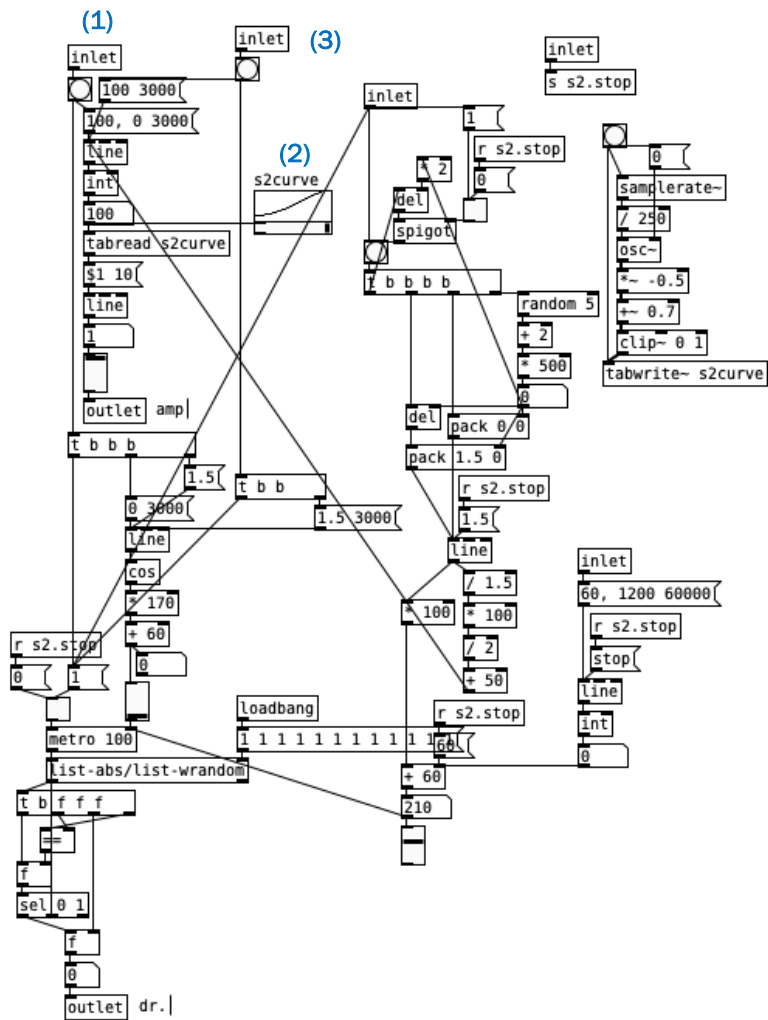 (1)
inlet
(3)
inlet
inlet
s s2.stop
100 3000
inlet
1
100, 0 3000
r s2.stop
line
(2)
* 2
0
0
int
s2curve
del
samplerate~
100
spigot
/ 250
tabread s2curve
osc~
$1 10
t b b b b
*~ -0.5
line
random 5
+~ 0.7
1
+ 2
clip~ 0 1
* 500
tabwrite~ s2curve
outlet amp
0
del
pack 0 0
t b b b
pack 1.5 0
1.5
t b b
r s2.stop
0 3000
1.5 3000
1.5
line
line
inlet
cos
/ 1.5
60, 1200 60000
* 170
* 100
* 100
r s2.stop
+ 60
/ 2
stop
r s2.stop
0
+ 50
line
0
1
loadbang
r s2.stop
int
metro 100
1 1 1 1 1 1 1 1 1 1 1
60
0
list-abs/list-wrandom
+ 60
t b f f f
210
==
f
sel 0 1
f
0
outlet dr.